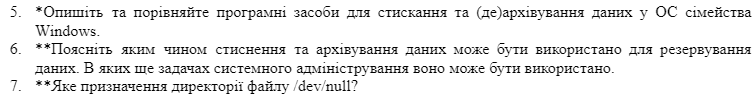 5. *Опишіть та порівняйте програмні засоби для стискання та (де)архівування даних у ОС сімейства
Windows.
6. **Поясніть яким чином стиснення та архівування даних може бути використано для резервування
даних. В яких ще задачах системного адміністрування воно може бути використано.
7. **Яке призначення директорії файлу /dev/null?